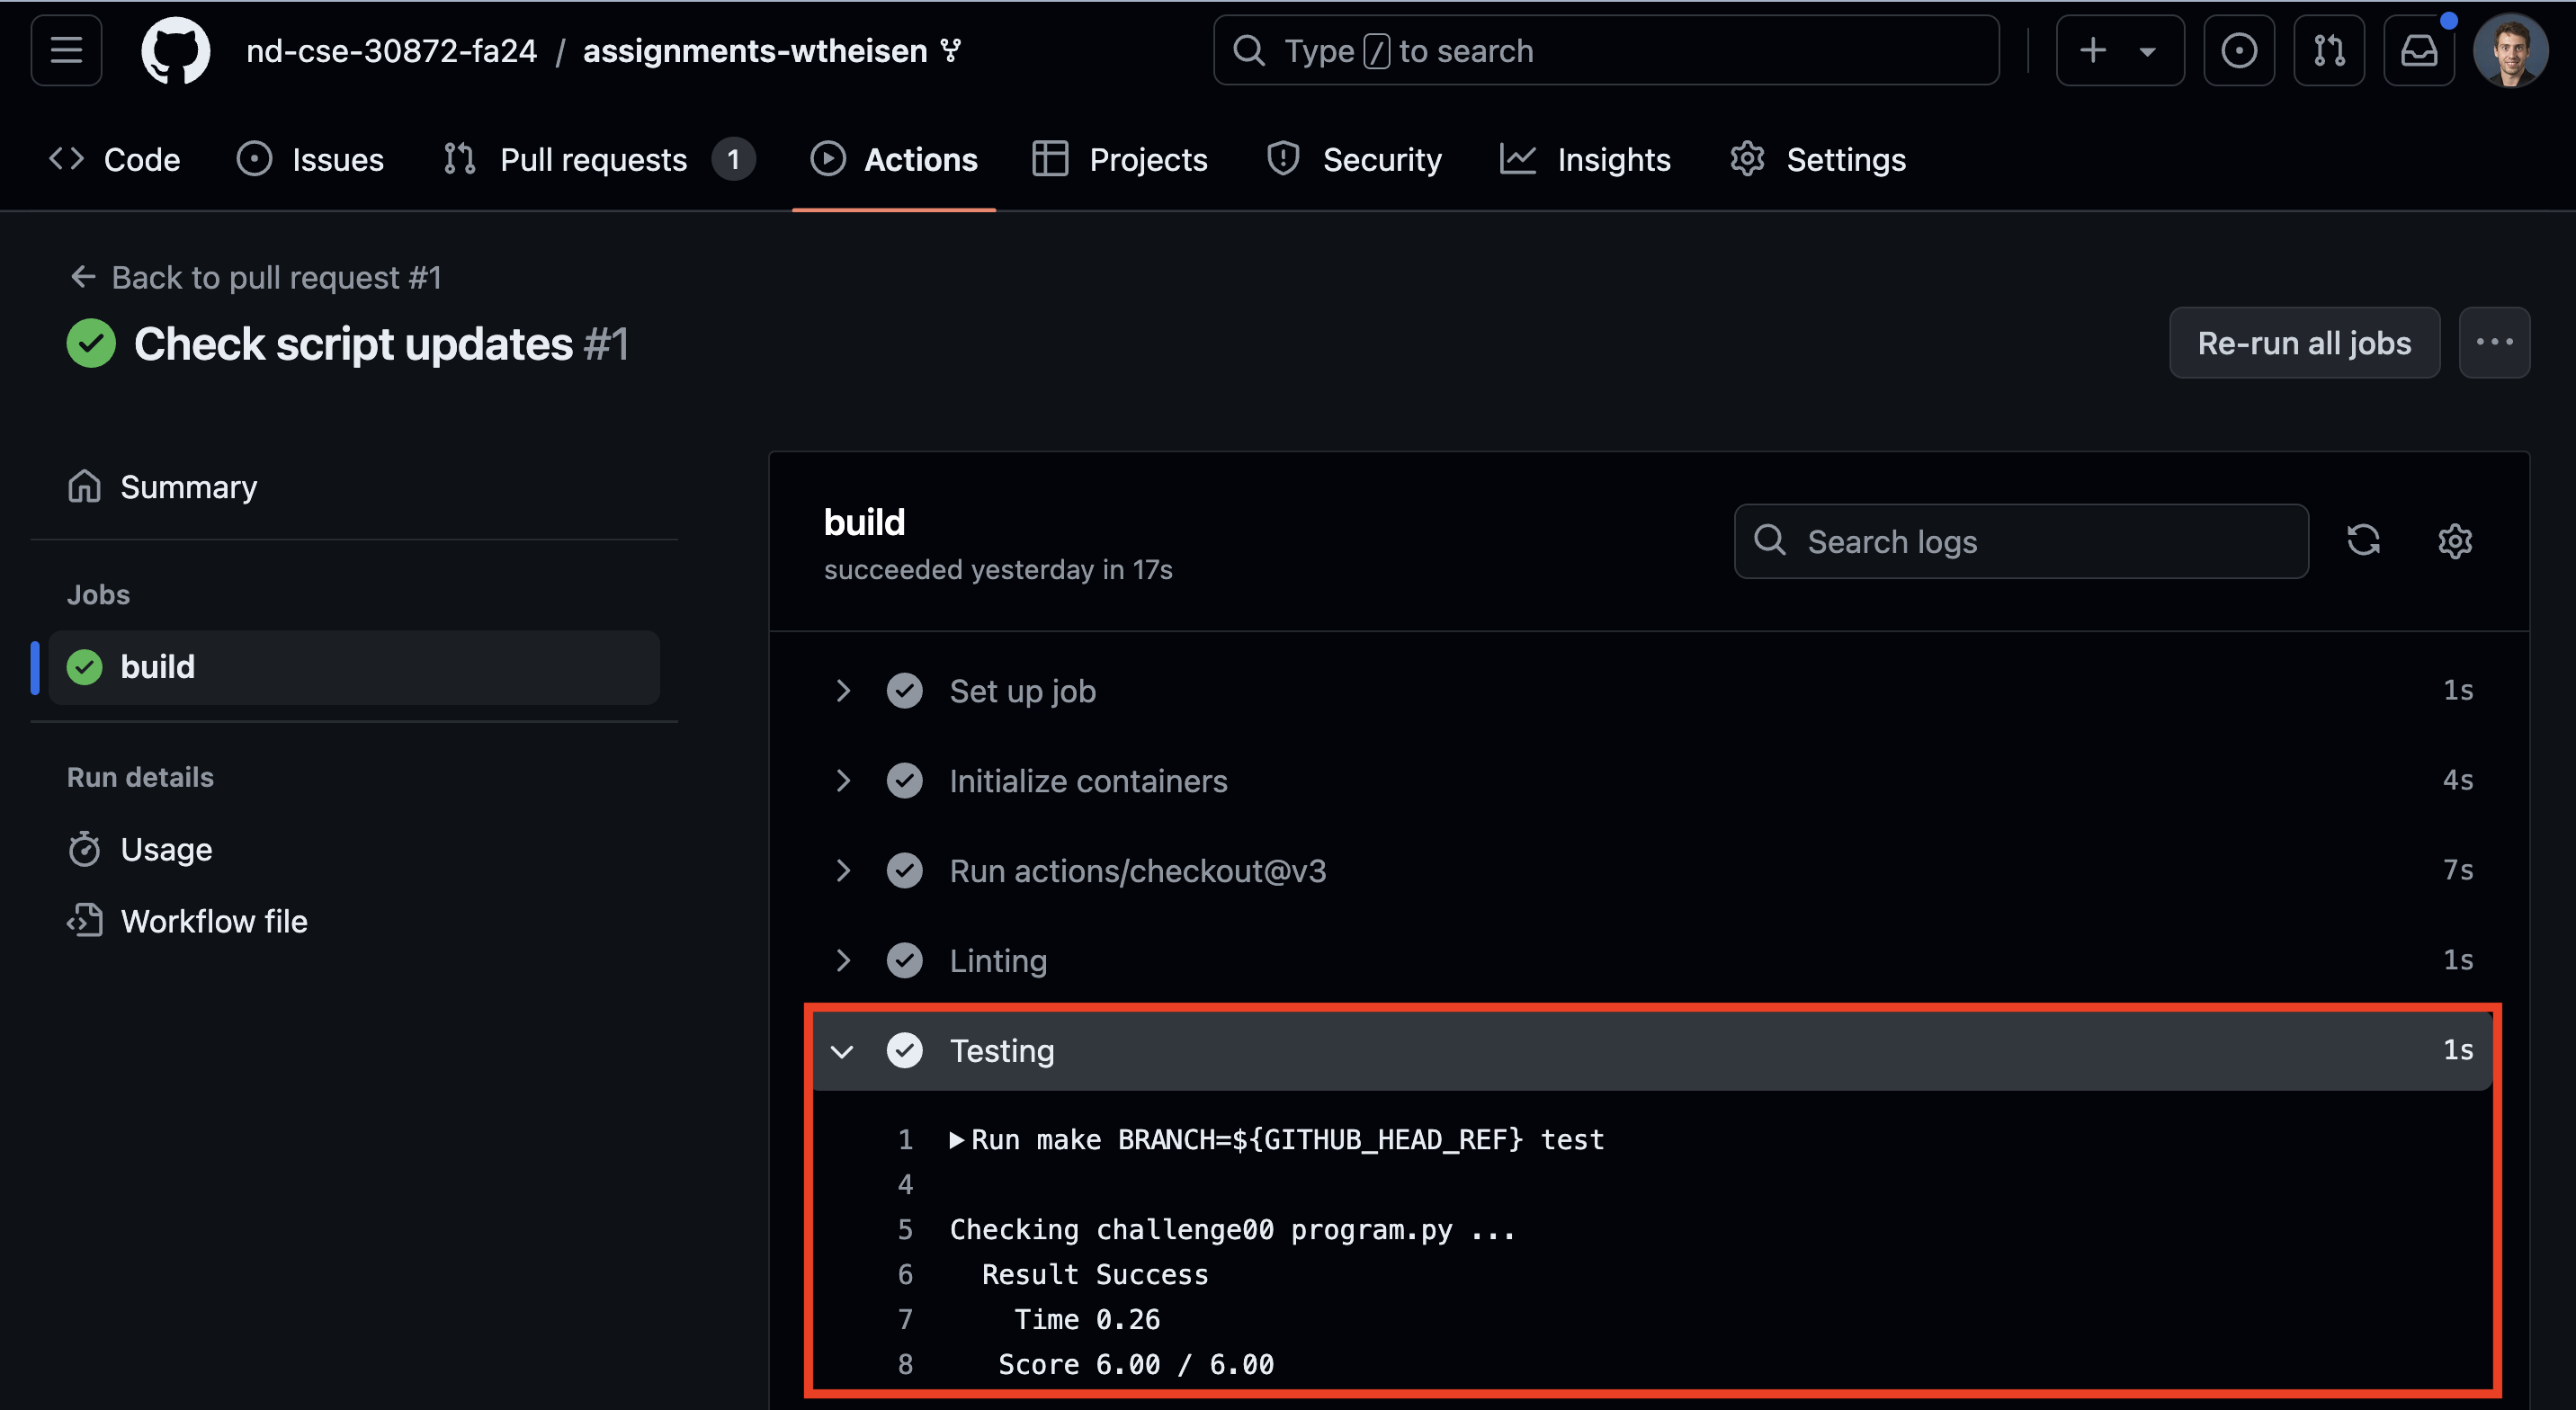 nd-cse-30872-fa24 / assignments-wtheisen
Type / to search
Code Issues Pull requests 1 Actions Projects Security Insights Settings
Back to pull request #1
Check script updates #1
Re-run all jobs
Summary
Jobs
build
Run details
Usage
Workflow file
build
succeeded yesterday in 17s
Search logs
Set up job 1s
Initialize containers 4s
Run actions/checkout@v3 7s
Linting 1s
Testing 1s
1 Run make BRANCH=${GITHUB_HEAD_REF} test
4
5 Checking challenge00 program.py ...
6 Result Success
7 Time 0.26
8 Score 6.00 / 6.00